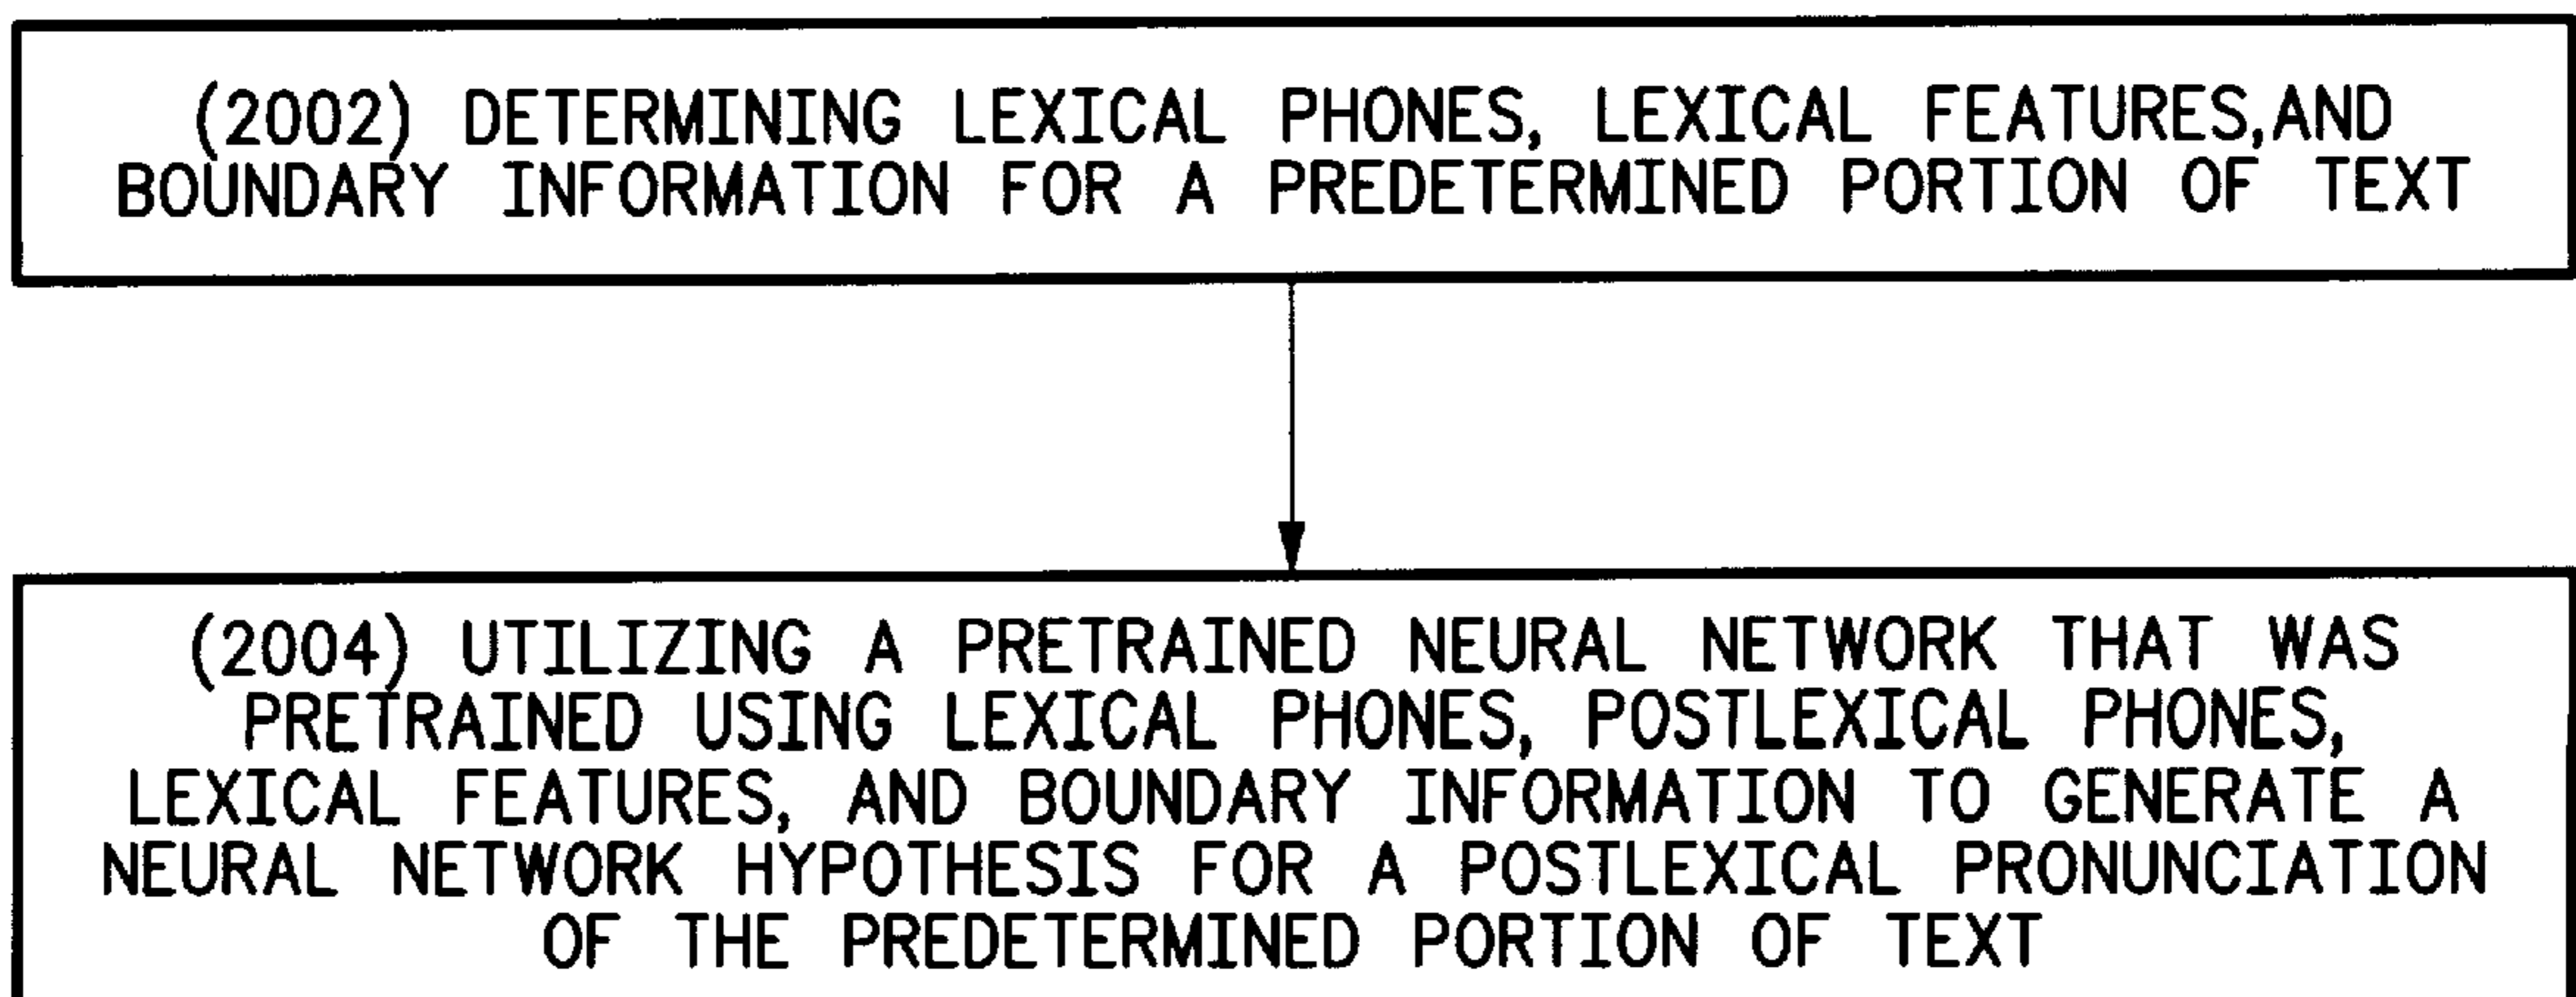 (2002) DETERMINING LEXICAL PHONES, LEXICAL FEATURES,AND
BOUNDARY INFORMATION FOR A PREDETERMINED PORTION OF TEXT
(2004) UTILIZING A PRETRAINED NEURAL NETWORK THAT WAS
PRETRAINED USING LEXICAL PHONES, POSTLEXICAL PHONES,
LEXICAL FEATURES, AND BOUNDARY INFORMATION TO GENERATE A
NEURAL NETWORK HYPOTHESIS FOR A POSTLEXICAL PRONUNCIATION
OF THE PREDETERMINED PORTION OF TEXT